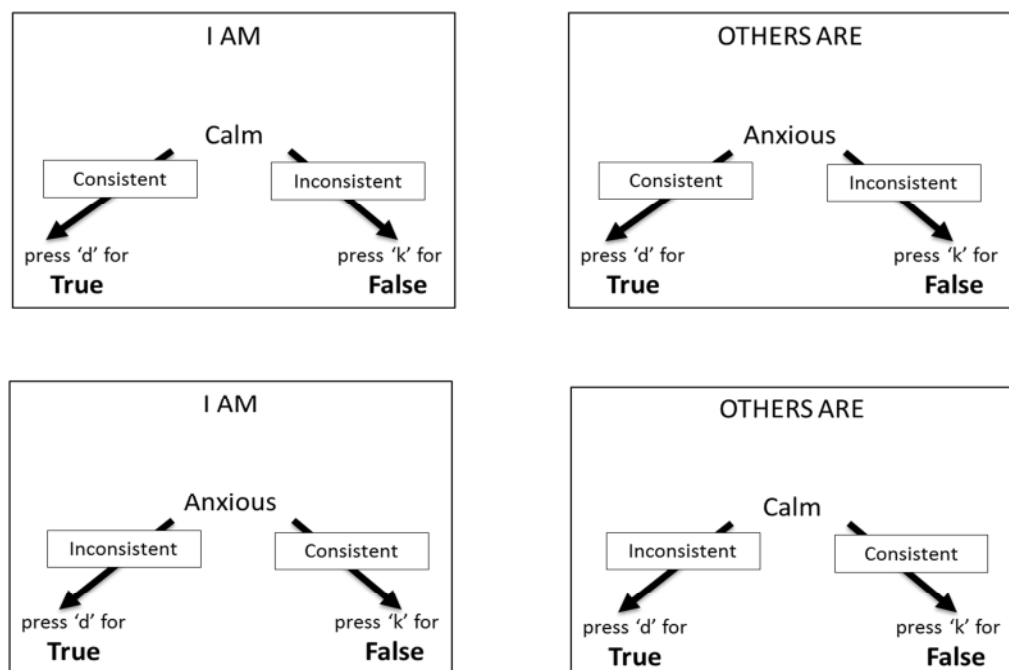 I AM
Calm
Consistent
Inconsistent
press ‘d’ for
True
press ‘k’ for
False
OTHERS ARE
Anxious
Consistent
Inconsistent
press ‘d’ for
True
press ‘k’ for
False
I AM
Anxious
Inconsistent
Consistent
press ‘d’ for
True
press ‘k’ for
False
OTHERS ARE
Calm
Inconsistent
Consistent
press ‘d’ for
True
press ‘k’ for
False